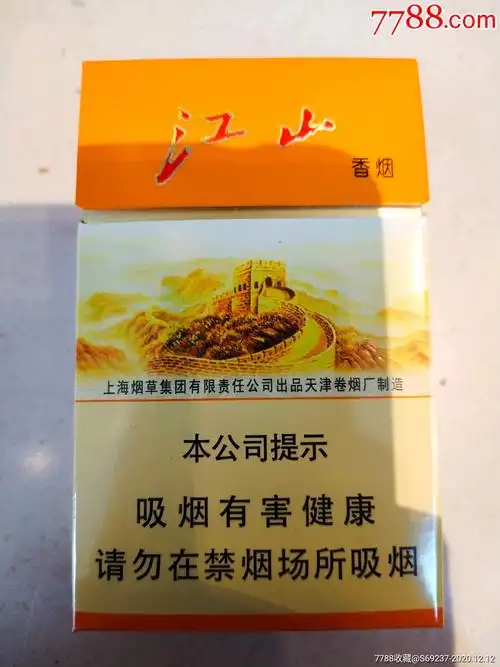 7788.com
江山
香烟
上海烟草集团有限责任公司出品天津卷烟厂制造
本公司提示
吸烟有害健康
请勿在禁烟场所吸烟
7788收藏@S69237-2020.12.12